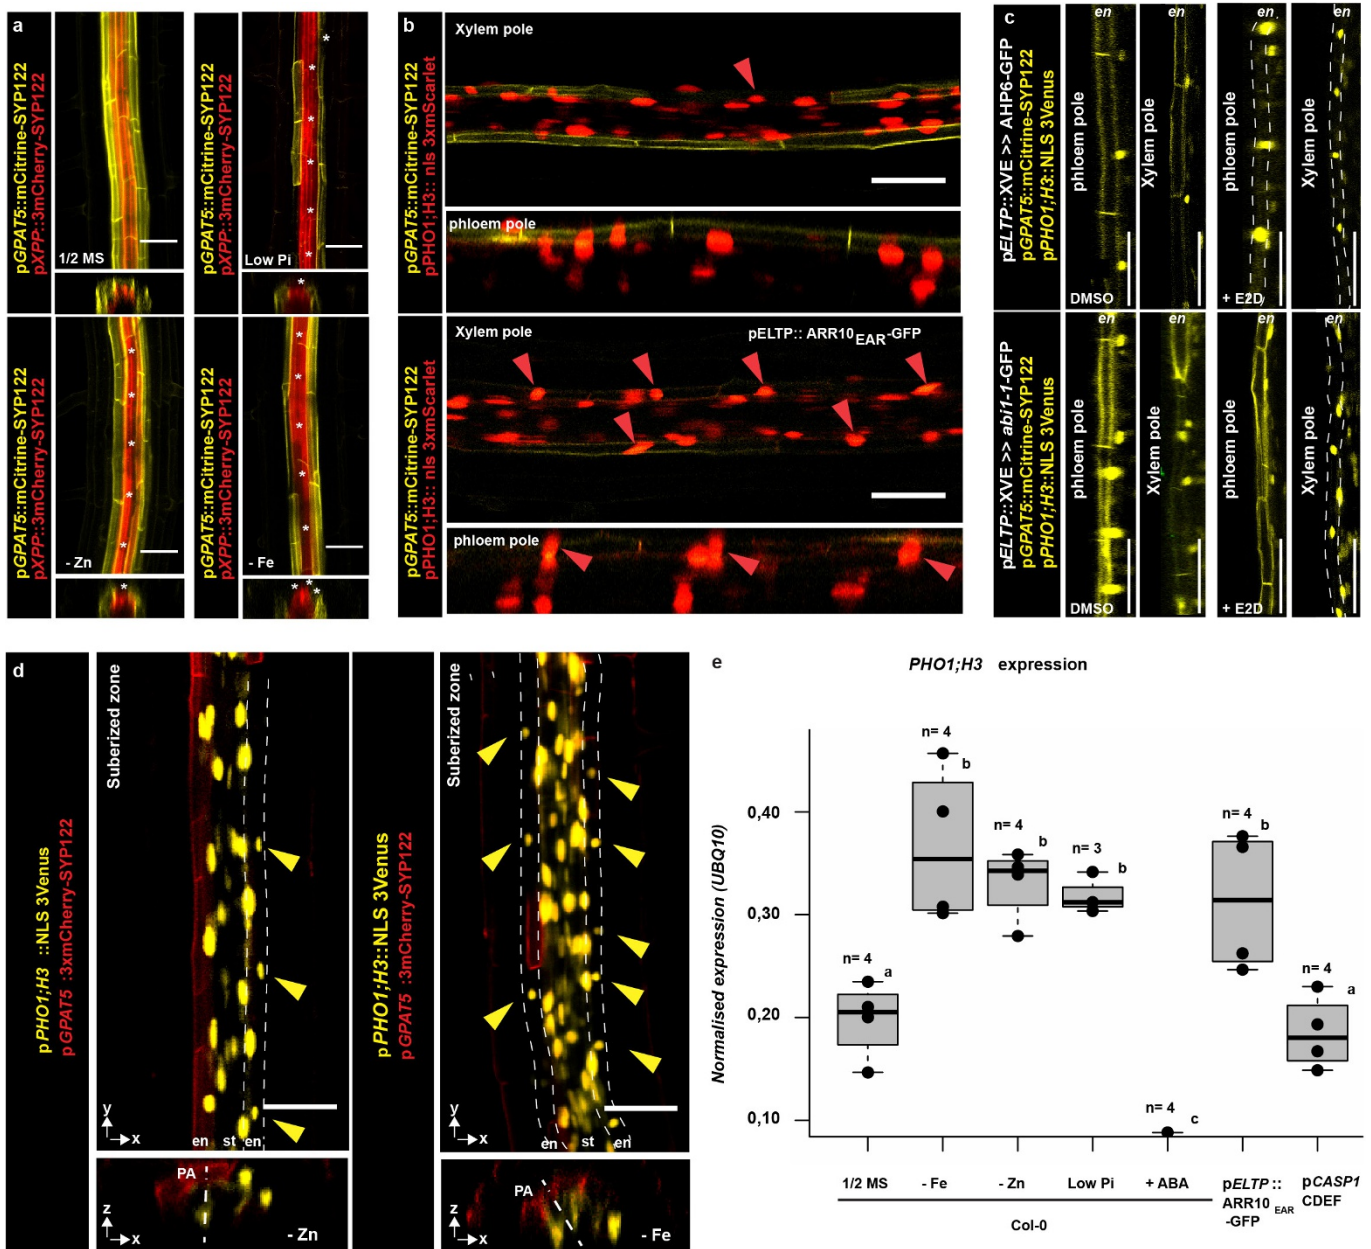 a
pGPAT5::mCitrine-SYP122
pXPP::3mCherry-SYP122
1/2 MS
pGPAT5::mCitrine-SYP122
pXPP::3mCherry-SYP122
Low Pi
pGPAT5::mCitrine-SYP122
pXPP::3mCherry-SYP122
- Zn
pGPAT5::mCitrine-SYP122
pXPP::3mCherry-SYP122
- Fe
b
pGPAT5::mCitrine-SYP122
pPHO1;H3:: nls 3xmScarlet
Xylem pole
phloem pole
pGPAT5::mCitrine-SYP122
pPHO1;H3:: nls 3xmScarlet
Xylem pole
pELTP:: ARR10EAR-GFP
phloem pole
c
pELTP::XVE >> AHP6-GFP
pGPAT5::mCitrine-SYP122
pPHO1;H3::NLS 3Venus
en
en
en
en
phloem pole
Xylem pole
phloem pole
Xylem pole
DMSO
+ E2D
pELTP::XVE >> abi1-1-GFP
pGPAT5::mCitrine-SYP122
pPHO1;H3::NLS 3Venus
en
en
en
en
phloem pole
Xylem pole
phloem pole
Xylem pole
DMSO
+ E2D
d
pPHO1;H3 ::NLS 3Venus
pGPAT5 :3xmCherry-SYP122
Suberized zone
y
x
en st en
PA
z
x
- Zn
pPHO1;H3::NLS 3Venus
pGPAT5 :3mCherry-SYP122
Suberized zone
y
x
en st en
PA
z
x
- Fe
e
PHO1;H3 expression
Normalised expression (UBQ10)
0,40
0,30
0,20
0,10
n= 4
a
n= 4
b
n= 4
b
n= 3
b
n= 4
c
n= 4
b
n= 4
a
1/2 MS
- Fe
- Zn
Low Pi
+ ABA
Col-0
pELTP ::
ARR10 EAR
-GFP
pCASP1
CDEF